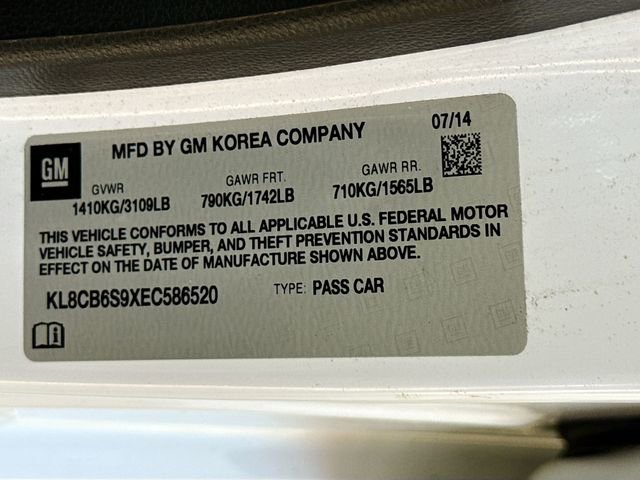 MFD BY GM KOREA COMPANY 07/14
GM
GVWR GAWR FRT. GAWR RR.
1410KG/3109LB 790KG/1742LB 710KG/1565LB
THIS VEHICLE CONFORMS TO ALL APPLICABLE U.S. FEDERAL MOTOR
VEHICLE SAFETY, BUMPER, AND THEFT PREVENTION STANDARDS IN
EFFECT ON THE DATE OF MANUFACTURE SHOWN ABOVE.
KL8CB6S9XEC586520 TYPE: PASS CAR